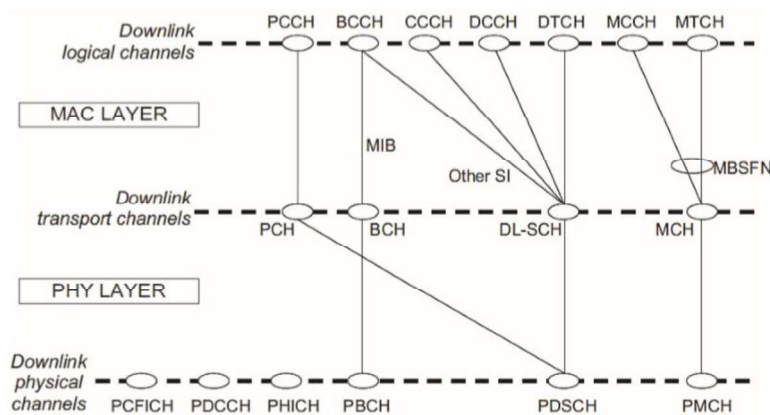 PCCH BCCH CCCH DCCH DTCH MCCH MTCH
Downlink
logical channels
MAC LAYER
MIB
Other SI
MBSFN
Downlink
transport channels
PCH BCH DL-SCH MCH
PHY LAYER
Downlink
physical
channels
PCFICH PDCCH PHICH PBCH PDSCH PMCH